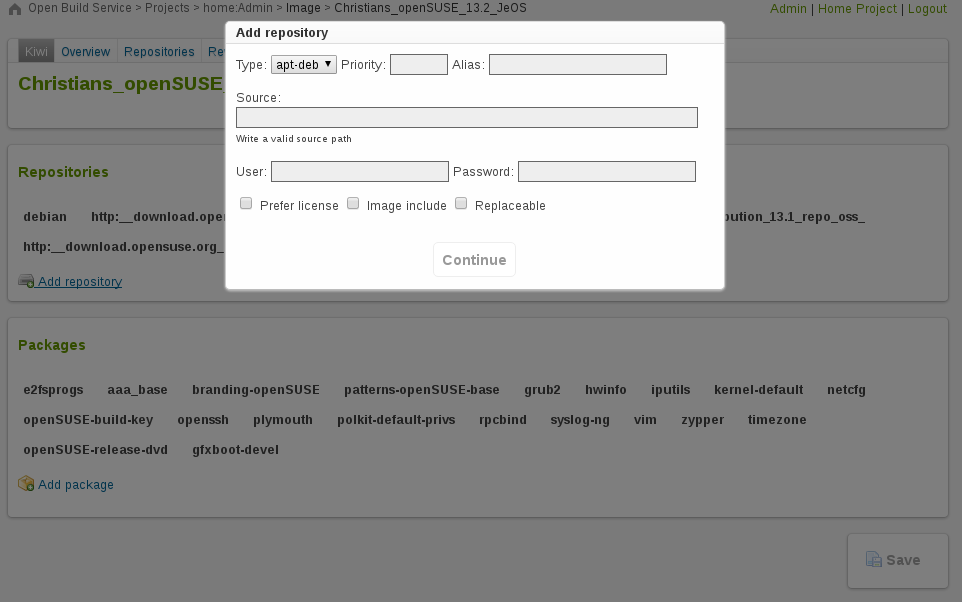 Open Build Service > Projects > home:Admin > Image > Christians_openSUSE_13.2_JeOS
Admin | Home Project | Logout
Add repository
Kiwi Overview Repositories
Type: apt-deb ▼ Priority: Alias:
Christians_openSUSE_
Source:
Write a valid source path
User: Password:
Repositories
Prefer license Image include Replaceable
debian http:__download.ope bution_13.1_repo_oss_
http:__download.opensuse.org_
Continue
Add repository
Packages
e2fsprogs aaa_base branding-openSUSE patterns-openSUSE-base grub2 hwinfo iputils kernel-default netcfg
openSUSE-build-key openssh plymouth polkit-default-privs rpcbind syslog-ng vim zypper timezone
openSUSE-release-dvd gfxboot-devel
Add package
Save